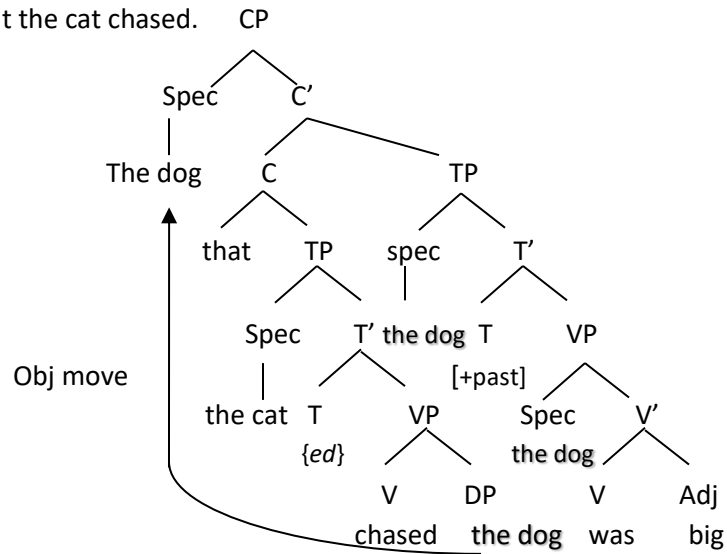 t the cat chased. CP
Spec C’
The dog C TP
that TP spec T’
Spec T’ the dog T VP
Obj move [+past]
the cat T VP Spec V’
{ed} the dog
V DP V Adj
chased the dog was big